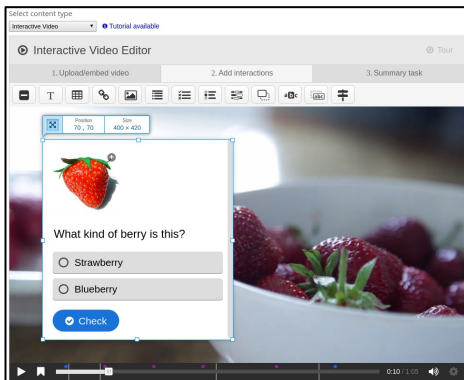 Select content type
Interactive Video
Tutorial available
Interactive Video Editor
Tour
1. Upload/embed video
2. Add interactions
3. Summary task
T
Position
70 , 70
Size
400 × 420
What kind of berry is this?
Strawberry
Blueberry
Check
0:10 / 1:05